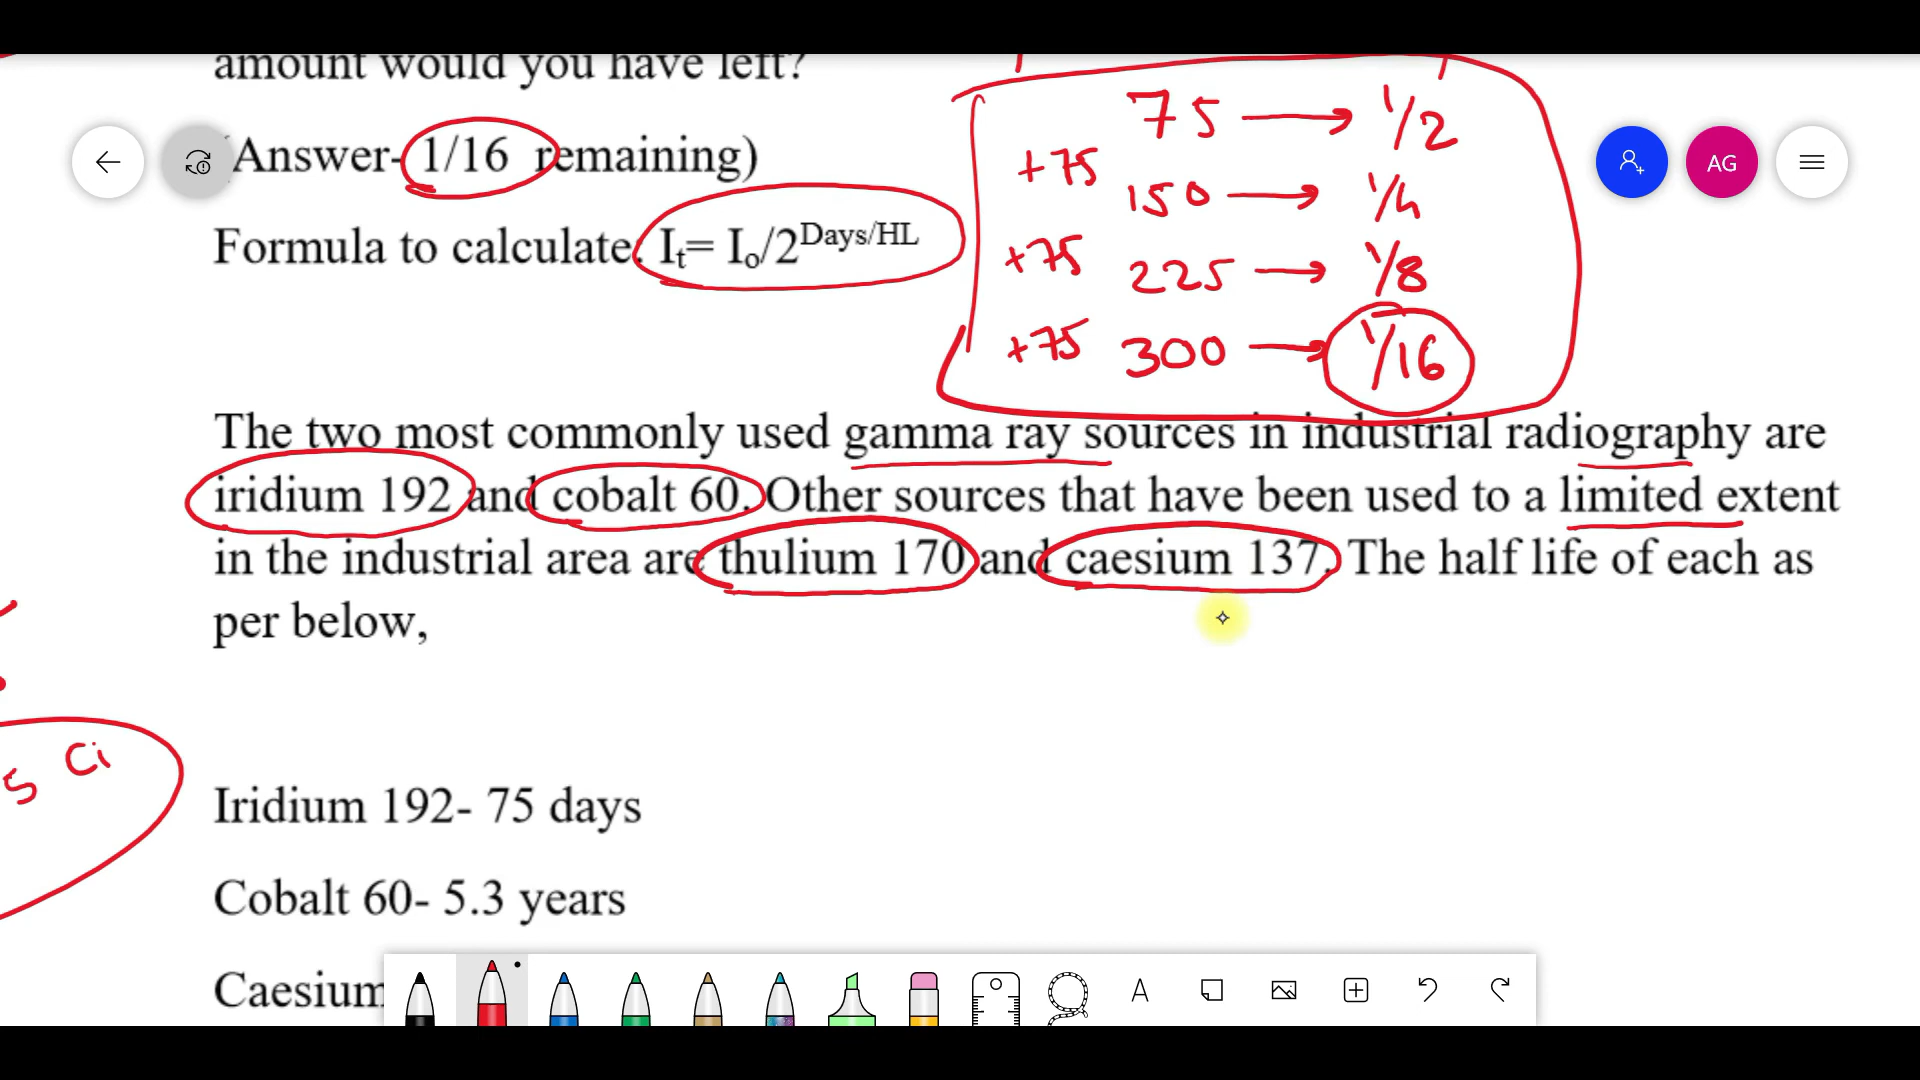 amount would you have left?
(Answer- 1/16 remaining)
Formula to calculate: Iₜ= Iₒ/2^Days/HL
75 → 1/2
+75 150 → 1/4
+75 225 → 1/8
+75 300 → 1/16
AG
The two most commonly used gamma ray sources in industrial radiography are
iridium 192 and cobalt 60. Other sources that have been used to a limited extent
in the industrial area are thulium 170 and caesium 137. The half life of each as
per below,
5 Ci
Iridium 192- 75 days
Cobalt 60- 5.3 years
Caesium
A